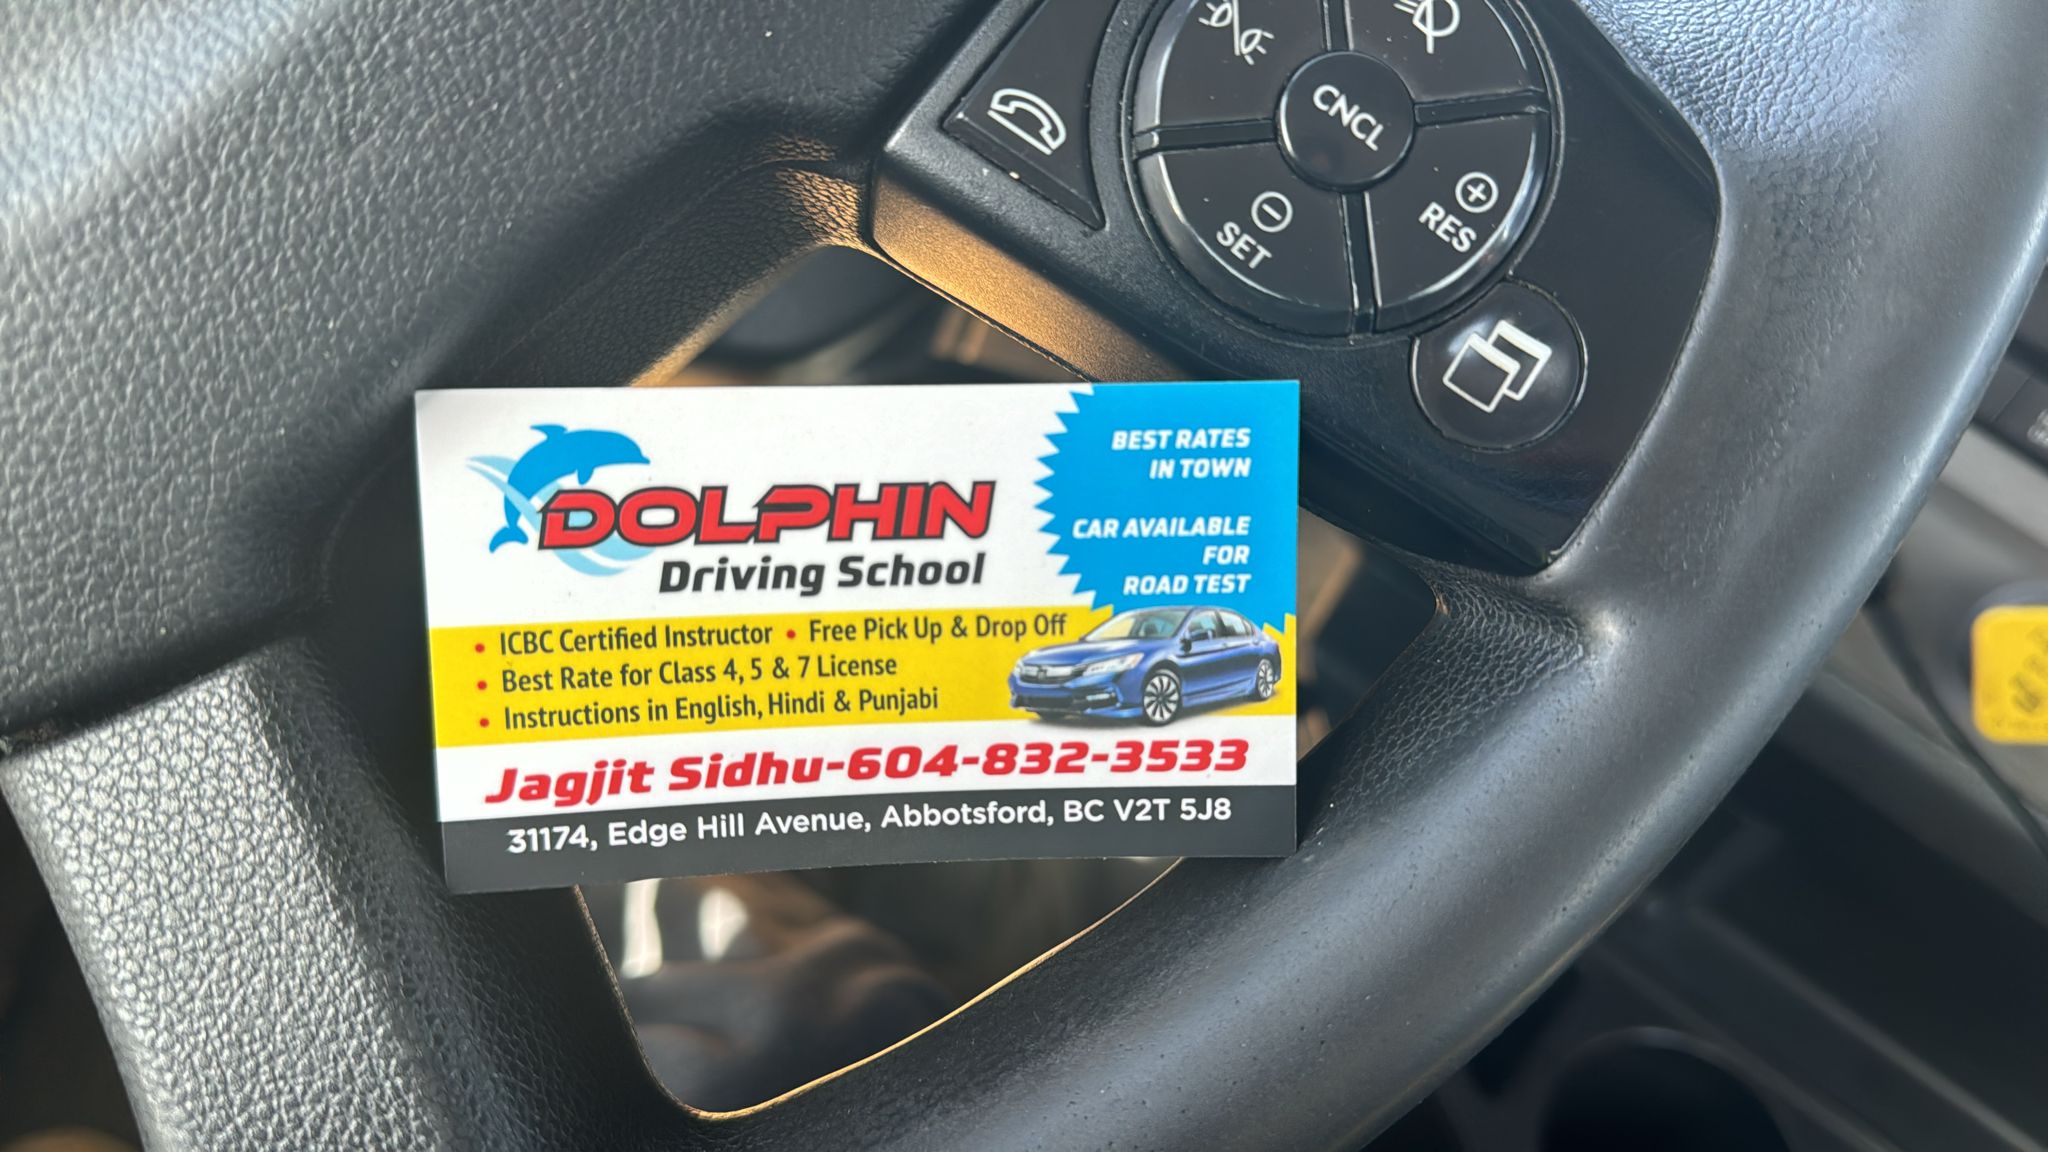 CNCL
SET
RES
DOLPHIN
Driving School
BEST RATES
IN TOWN
CAR AVAILABLE
FOR
ROAD TEST
• ICBC Certified Instructor • Free Pick Up & Drop Off
• Best Rate for Class 4, 5 & 7 License
• Instructions in English, Hindi & Punjabi
Jagjit Sidhu-604-832-3533
31174, Edge Hill Avenue, Abbotsford, BC V2T 5J8